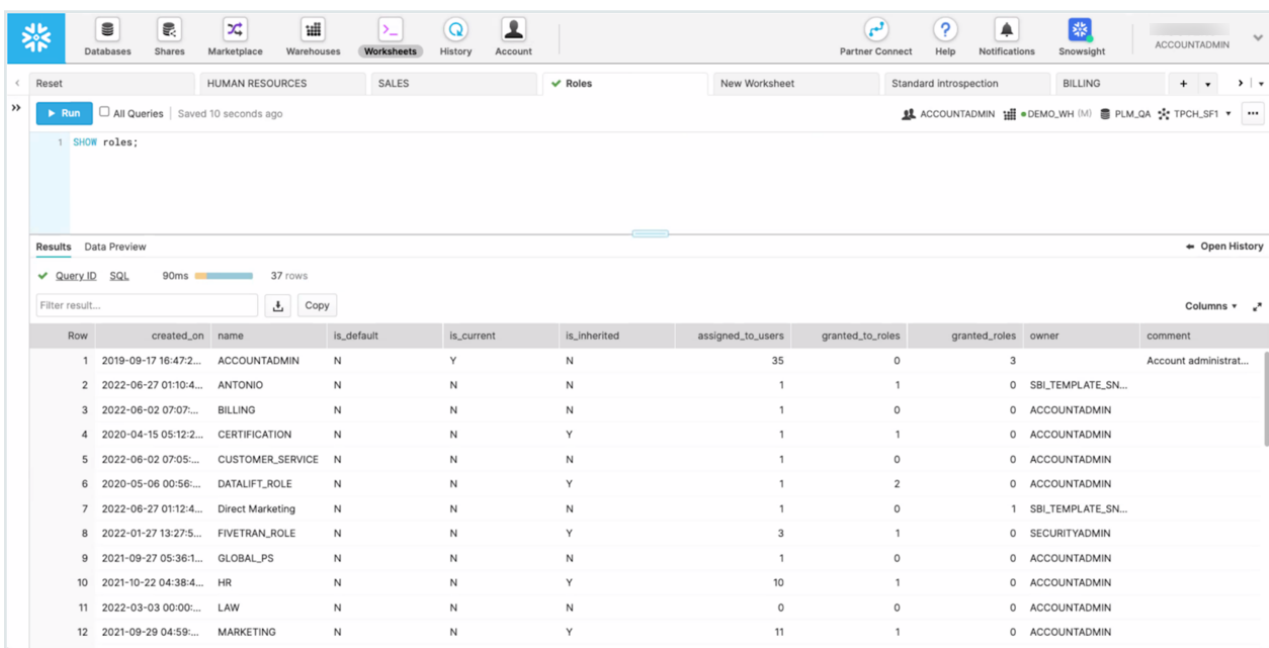 Databases Shares Marketplace Warehouses Worksheets History Account Partner Connect Help Notifications Snowsight ACCOUNTADMIN
Reset HUMAN RESOURCES SALES Roles New Worksheet Standard introspection BILLING +
Run All Queries Saved 10 seconds ago ACCOUNTADMIN DEMO_WH (M) PLM_QA TPCH_SF1 ...
1 SHOW roles;
Results Data Preview Open History
Query ID SQL 90ms 37 rows
Filter result... Copy Columns
Row created_on name is_default is_current is_inherited assigned_to_users granted_to_roles granted_roles owner comment
1 2019-09-17 16:47:2... ACCOUNTADMIN N Y N 35 0 3 Account administrat...
2 2022-06-27 01:10:4... ANTONIO N N N 1 1 0 SBI_TEMPLATE_SN...
3 2022-06-02 07:07:... BILLING N N N 1 0 0 ACCOUNTADMIN
4 2020-04-15 05:12:2... CERTIFICATION N N Y 1 1 0 ACCOUNTADMIN
5 2022-06-02 07:05:... CUSTOMER_SERVICE N N N 1 0 0 ACCOUNTADMIN
6 2020-05-06 00:56:... DATALIFT_ROLE N N Y 1 2 0 ACCOUNTADMIN
7 2022-06-27 01:12:4... Direct Marketing N N N 1 0 1 SBI_TEMPLATE_SN...
8 2022-01-27 13:27:5... FIVETRAN_ROLE N N Y 3 1 0 SECURITYADMIN
9 2021-09-27 05:36:1... GLOBAL_PS N N N 1 0 0 ACCOUNTADMIN
10 2021-10-22 04:38:4... HR N N Y 10 1 0 ACCOUNTADMIN
11 2022-03-03 00:00:... LAW N N N 0 0 0 ACCOUNTADMIN
12 2021-09-29 04:59:... MARKETING N N Y 11 1 0 ACCOUNTADMIN